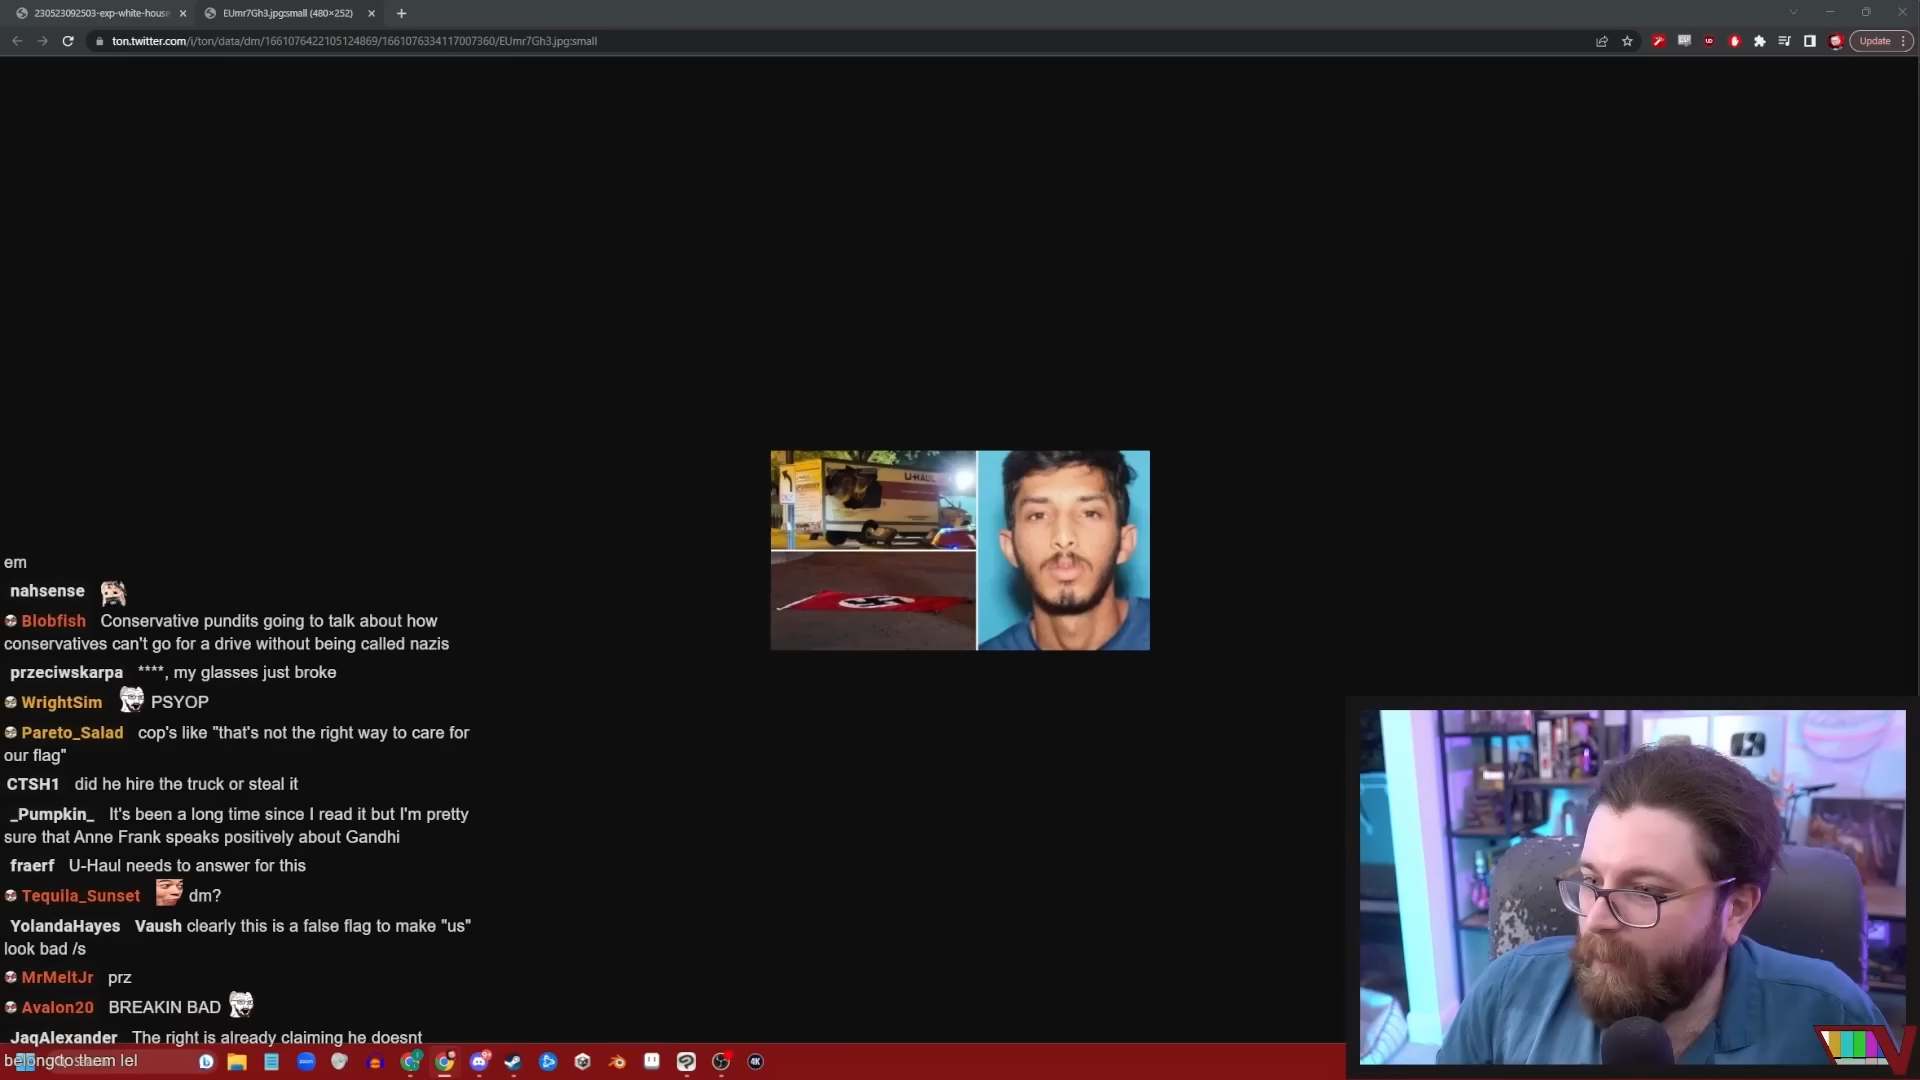 230523092503-exp-white-house
EUmr7Gh3.jpg:small (480×252)
ton.twitter.com/i/ton/data/dm/1661076422105124869/1661076334117007360/EUmr7Gh3.jpg:small
Update
U-HAUL
em
nahsense
Blobfish Conservative pundits going to talk about how
conservatives can't go for a drive without being called nazis
przeciwskarpa ****, my glasses just broke
WrightSim PSYOP
Pareto_Salad cop's like "that's not the right way to care for
our flag"
CTSH1 did he hire the truck or steal it
_Pumpkin_ It's been a long time since I read it but I'm pretty
sure that Anne Frank speaks positively about Gandhi
fraerf U-Haul needs to answer for this
Tequila_Sunset dm?
YolandaHayes Vaush clearly this is a false flag to make "us"
look bad /s
MrMeltJr prz
Avalon20 BREAKIN BAD
JaqAlexander The right is already claiming he doesnt
belong to them lel
zoom
4K